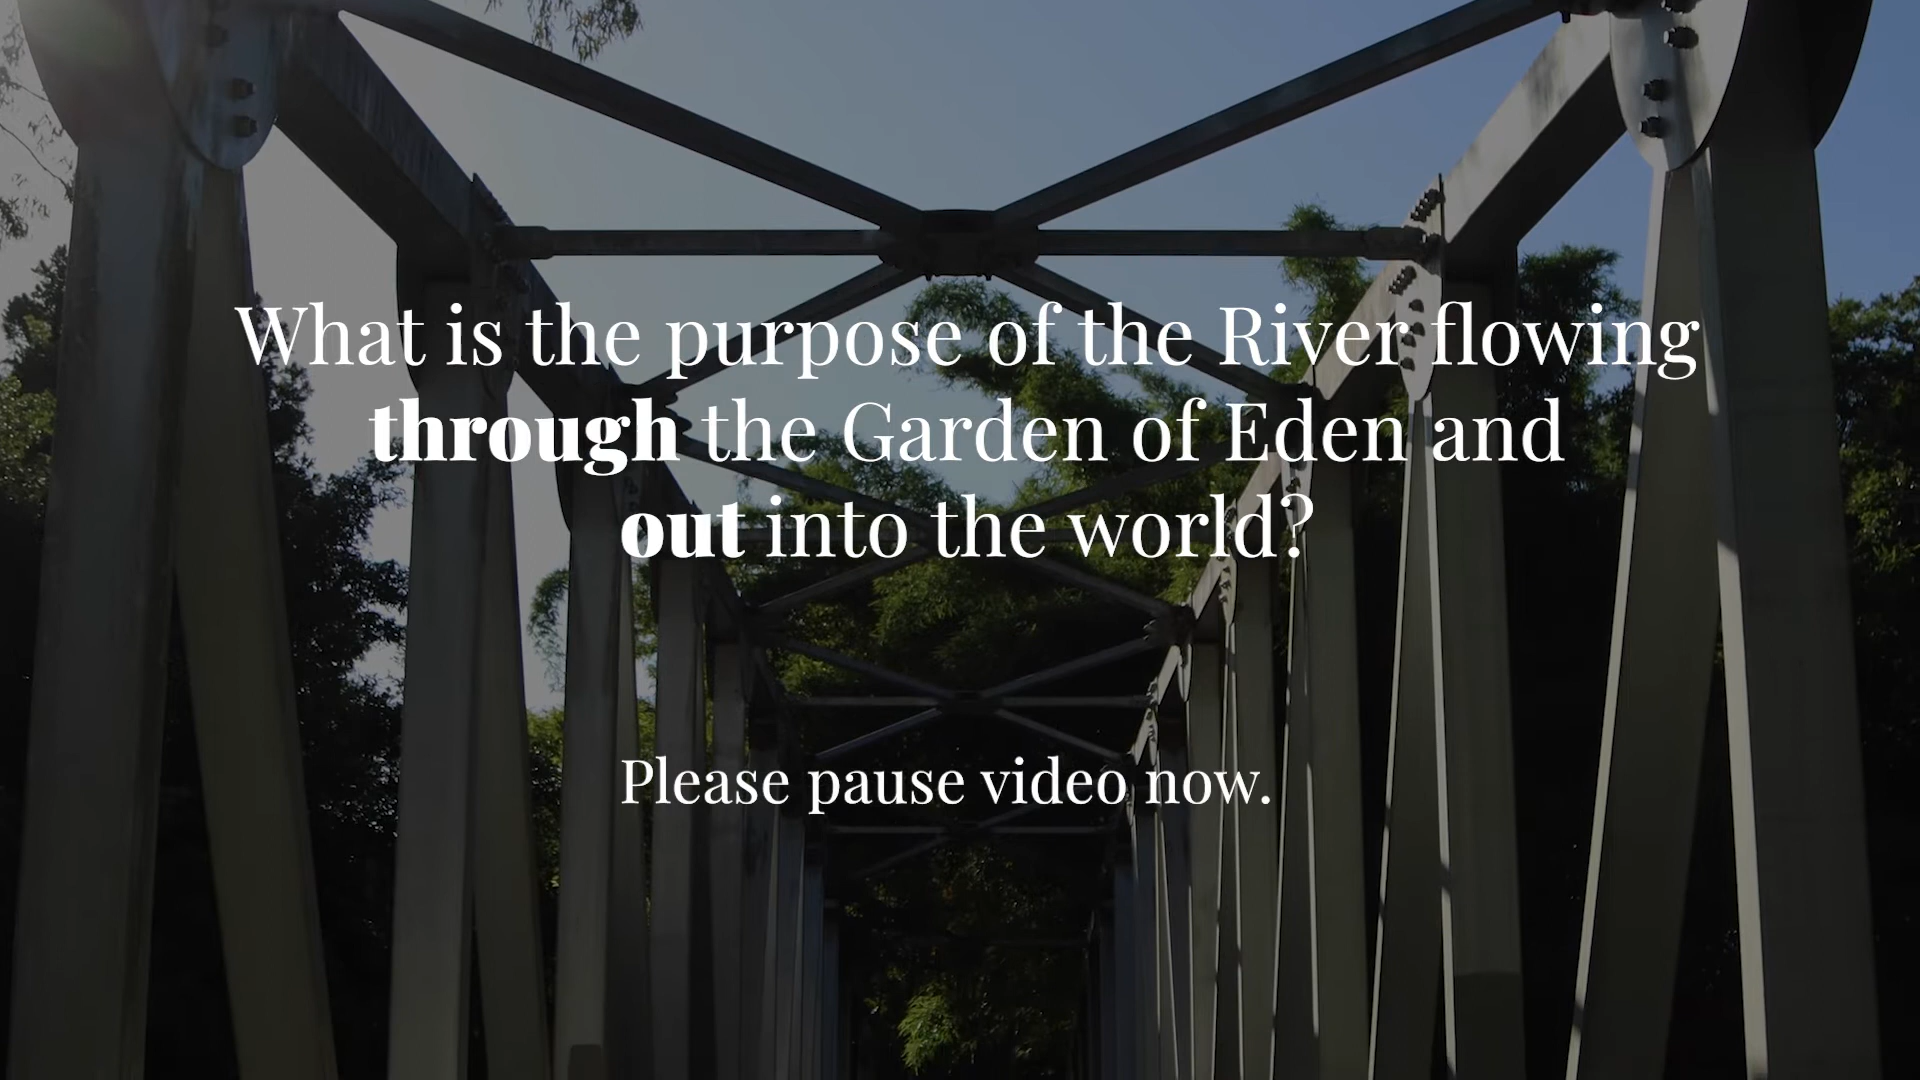 What is the purpose of the River flowing
through the Garden of Eden and
out into the world?
Please pause video now.